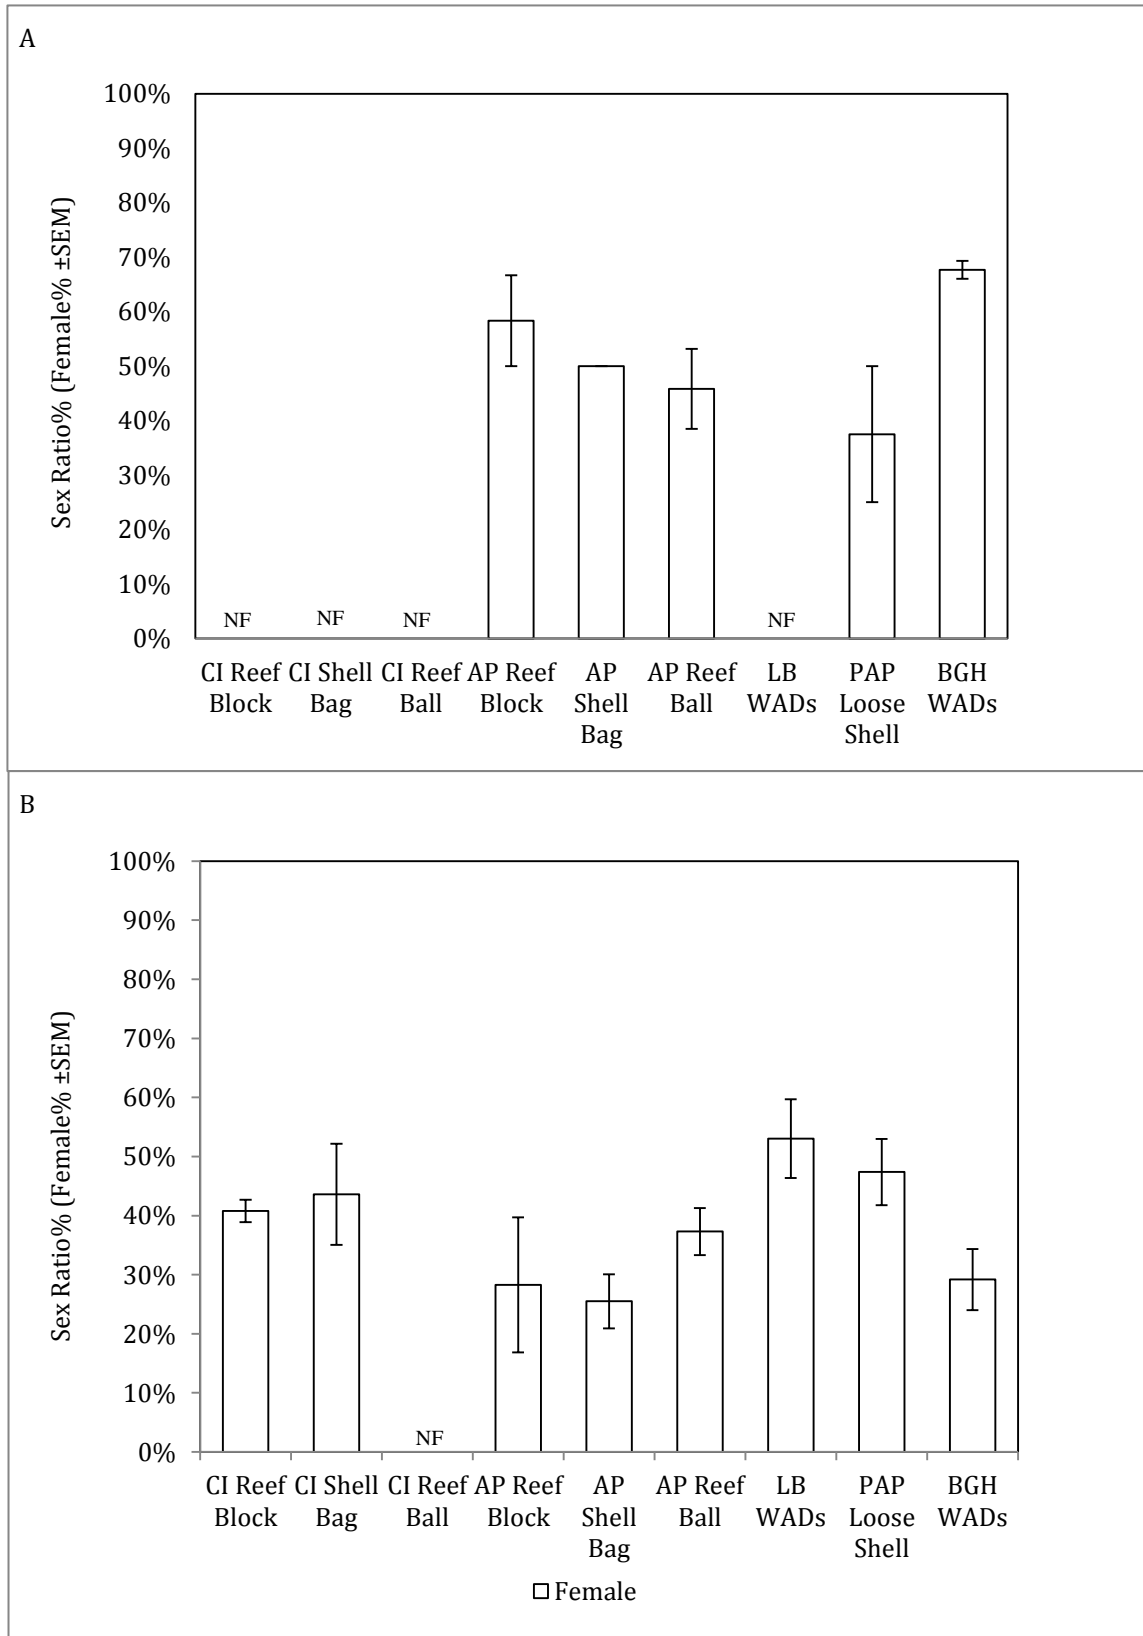 A
100%
90%
80%
70%
60%
50%
40%
30%
20%
10%
0%
Sex Ratio% (Female% ±SEM)
NF
NF
NF
NF
CI Reef Block
CI Shell Bag
CI Reef Ball
AP Reef Block
AP Shell Bag
AP Reef Ball
LB WADs
PAP Loose Shell
BGH WADs
B
100%
90%
80%
70%
60%
50%
40%
30%
20%
10%
0%
Sex Ratio% (Female% ±SEM)
NF
CI Reef Block
CI Shell Bag
CI Reef Ball
AP Reef Block
AP Shell Bag
AP Reef Ball
LB WADs
PAP Loose Shell
BGH WADs
Female